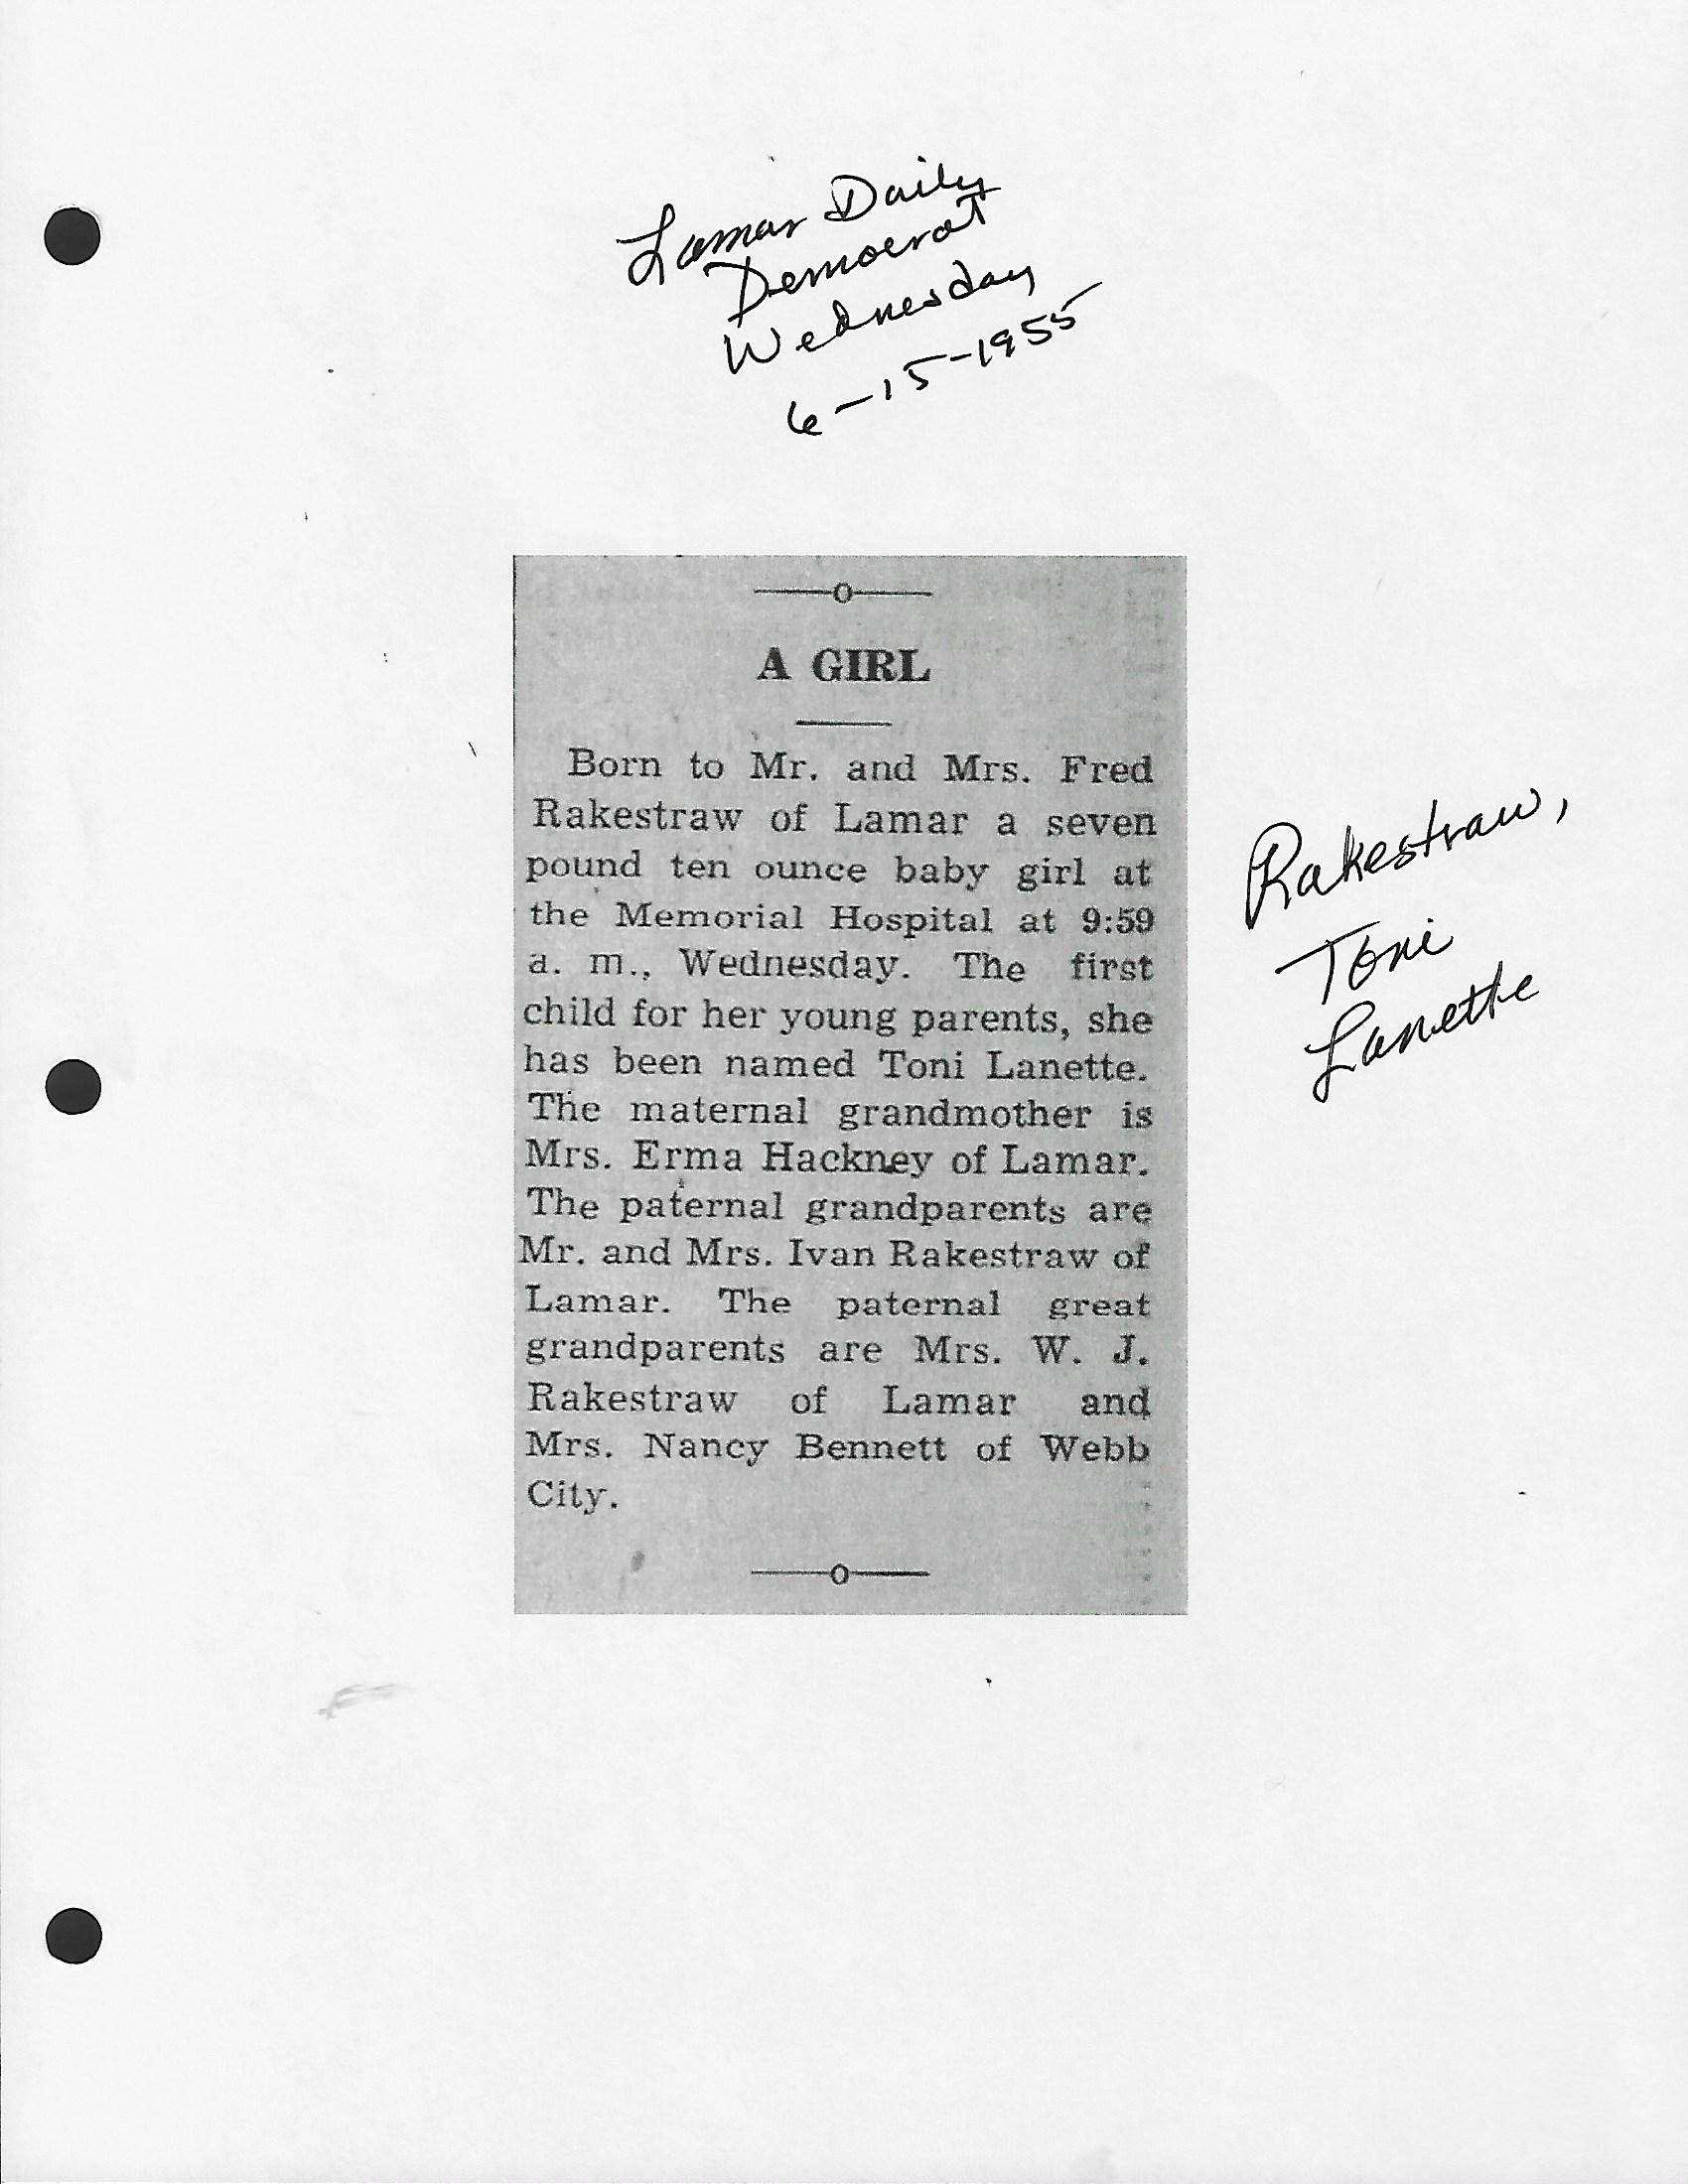 Lamar Daily
Democrat
Wednesday
6-15-1955
A GIRL
Born to Mr. and Mrs. Fred
Rakestraw of Lamar a seven
pound ten ounce baby girl at
the Memorial Hospital at 9:59
a. m., Wednesday. The first
child for her young parents, she
has been named Toni Lanette.
The maternal grandmother is
Mrs. Erma Hackney of Lamar.
The paternal grandparents are
Mr. and Mrs. Ivan Rakestraw of
Lamar. The paternal great
grandparents are Mrs. W. J.
Rakestraw of Lamar and
Mrs. Nancy Bennett of Webb
City.
Rakestraw,
Toni
Lanette